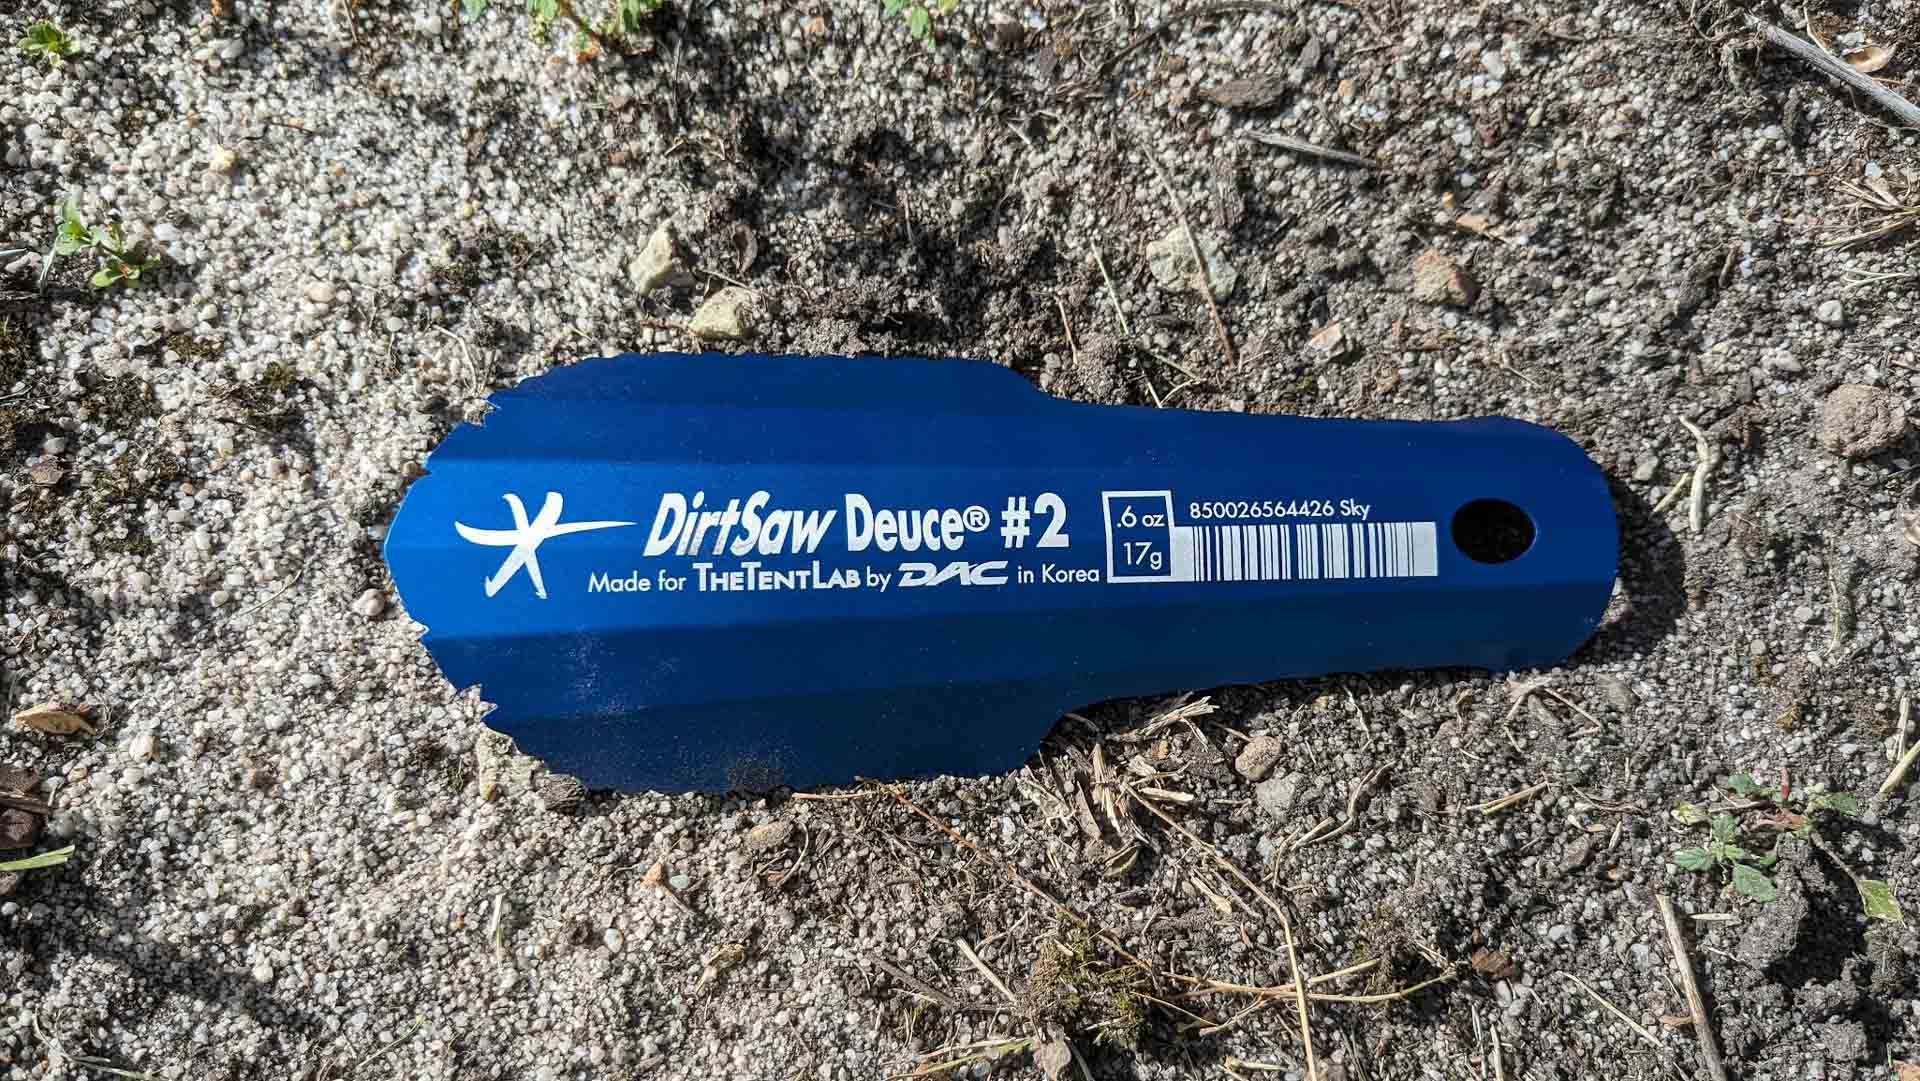 DirtSaw Deuce® #2
Made for THETENTLAB by DAC in Korea
.6 oz
17g
850026564426 Sky